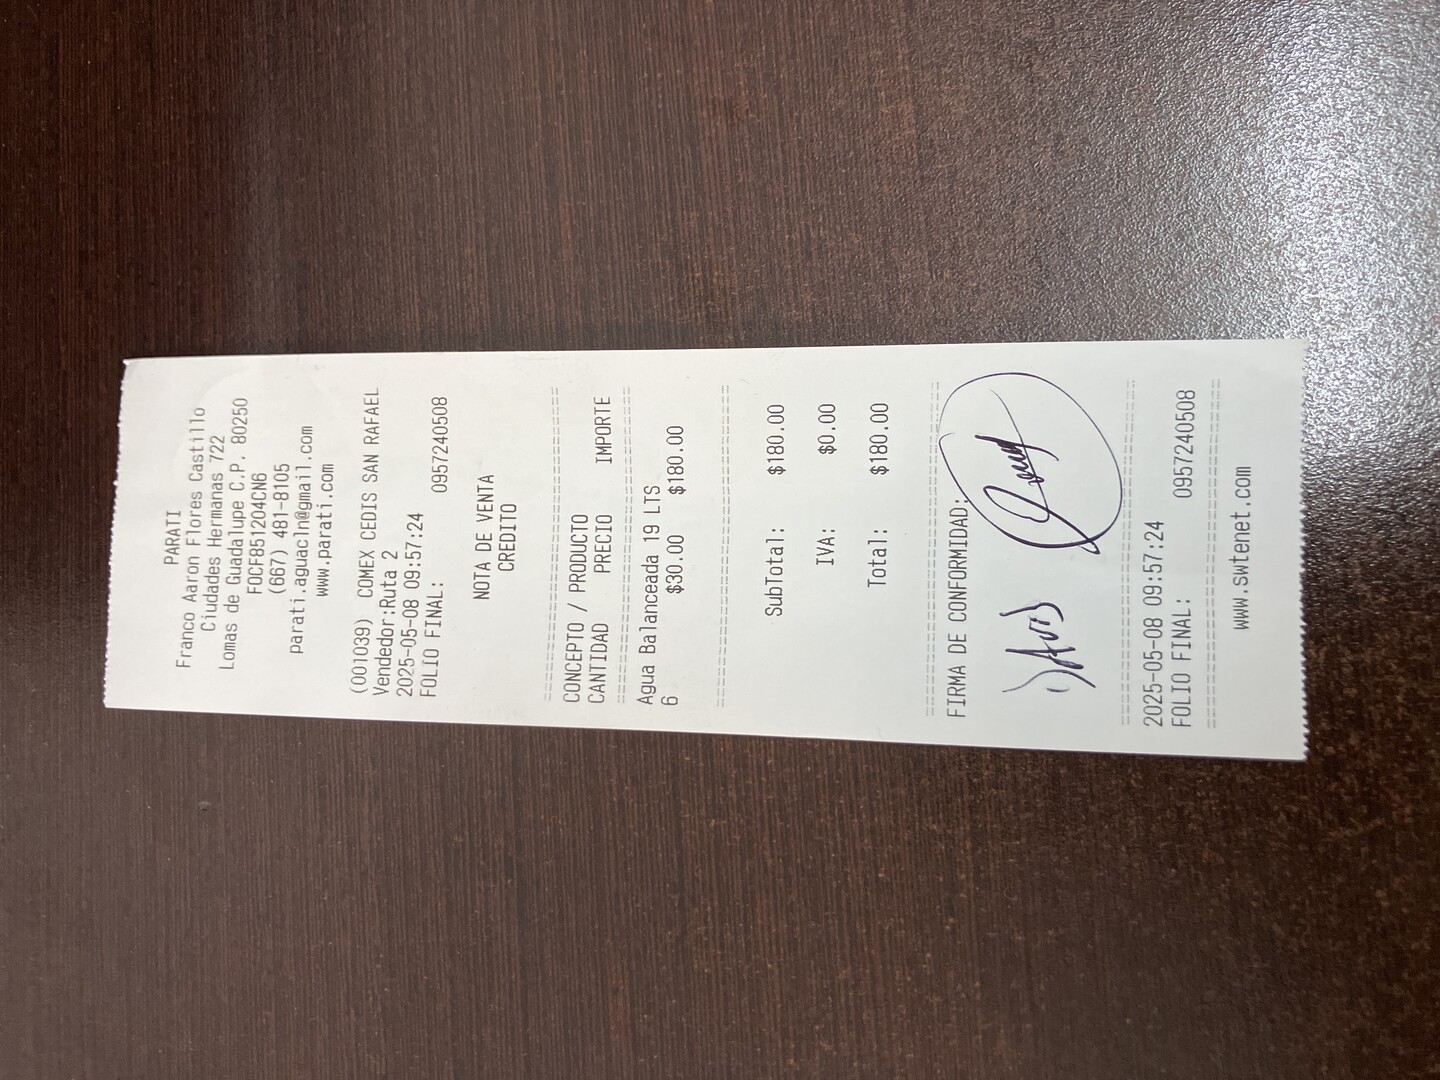 PARATI
Franco Aaron Flores Castillo
Ciudades Hermanas 722
Lomas de Guadalupe C.P. 80250
FOCF851204CN6
(667) 481-8105
parati.aguacln@gmail.com
www.parati.com
(001039) COMEX CEDIS SAN RAFAEL
Vendedor:Ruta 2
2025-05-08 09:57:24
FOLIO FINAL: 0957240508
NOTA DE VENTA
CREDITO
CONCEPTO / PRODUCTO
CANTIDAD PRECIO IMPORTE
Agua Balanceada 19 LTS
6 $30.00 $180.00
SubTotal: $180.00
IVA: $0.00
Total: $180.00
FIRMA DE CONFORMIDAD:
2025-05-08 09:57:24
FOLIO FINAL: 0957240508
www.swtenet.com